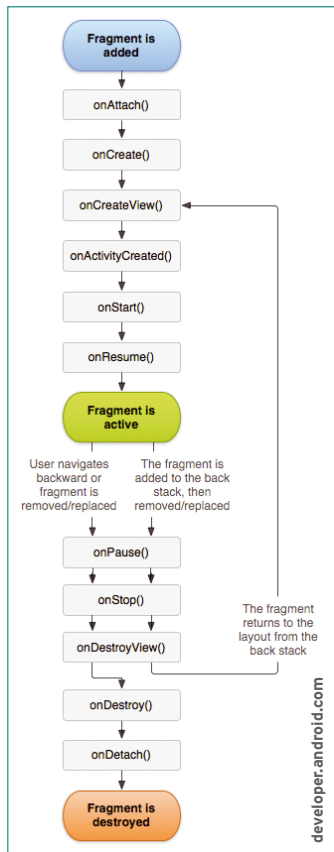 Fragment is
added
onAttach()
onCreate()
onCreateView()
onActivityCreated()
onStart()
onResume()
Fragment is
active
User navigates
backward or
fragment is
removed/replaced
The fragment is
added to the back
stack, then
removed/replaced
onPause()
onStop()
onDestroyView()
The fragment
returns to the
layout from the
back stack
onDestroy()
onDetach()
Fragment is
destroyed
developer.android.com